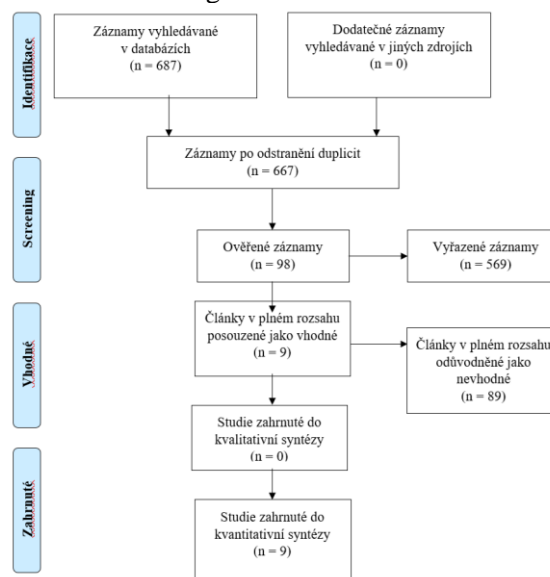 Identifikace
Záznamy vyhledávané
v databázích
(n = 687)
Dodatečné záznamy
vyhledávané v jiných zdrojích
(n = 0)
Záznamy po odstranění duplicit
(n = 667)
Screening
Ověřené záznamy
(n = 98)
Vyřazené záznamy
(n = 569)
Vhodné
Články v plném rozsahu
posouzené jako vhodné
(n = 9)
Články v plném rozsahu
odůvodněné jako
nevhodné
(n = 89)
Studie zahrnuté do
kvalitativní syntézy
(n = 0)
Zahrnuté
Studie zahrnuté do
kvantitativní syntézy
(n = 9)